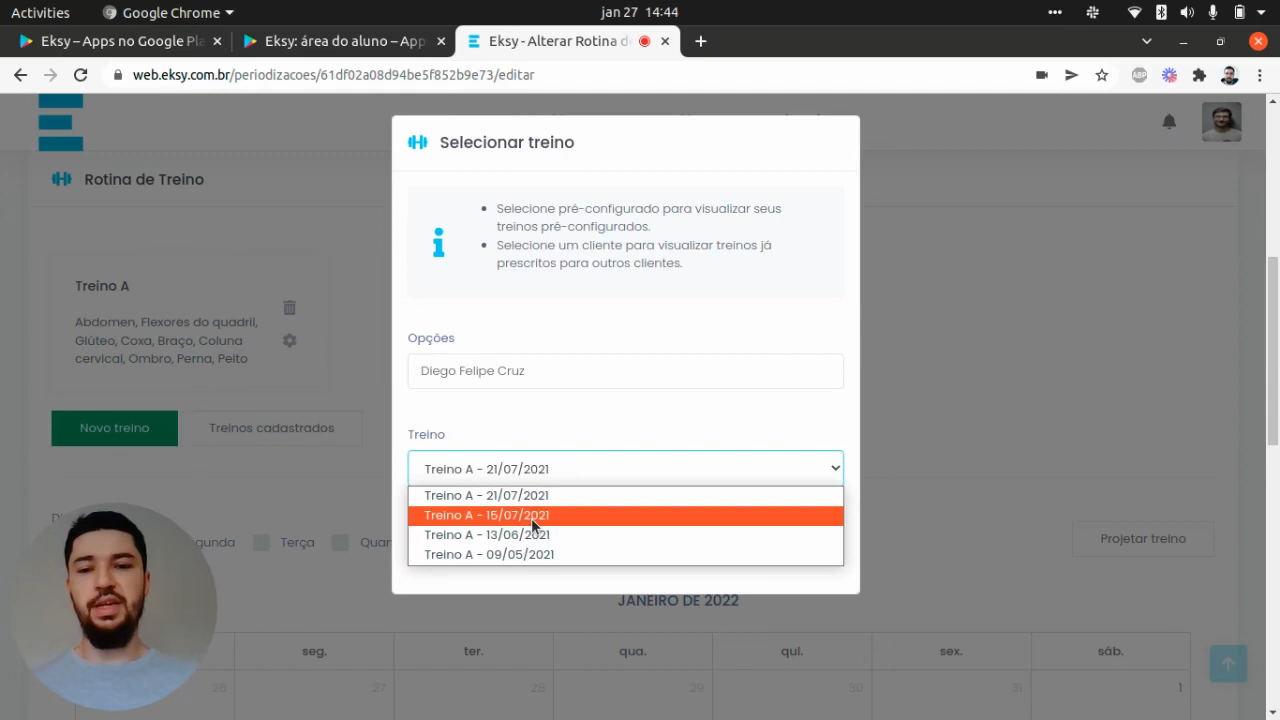 Activities
Google Chrome
jan 27 14:44
Eksy – Apps no Google Pla
Eksy: área do aluno – App
Eksy - Alterar Rotina d
web.eksy.com.br/periodizacoes/61df02a08d94be5f852b9e73/editar
ABP
Selecionar treino
Rotina de Treino
Selecione pré-configurado para visualizar seus
treinos pré-configurados.
Selecione um cliente para visualizar treinos já
prescritos para outros clientes.
Treino A
Abdomen, Flexores do quadril,
Glúteo, Coxa, Braço, Coluna
cervical, Ombro, Perna, Peito
Opções
Diego Felipe Cruz
Novo treino
Treinos cadastrados
Treino
Treino A - 21/07/2021
Treino A - 21/07/2021
Treino A - 15/07/2021
Treino A - 13/06/2021
Treino A - 09/05/2021
Terça
Projetar treino
JANEIRO DE 2022
seg.
ter.
qua.
qui.
sex.
sáb.
26
27
28
29
30
31
1